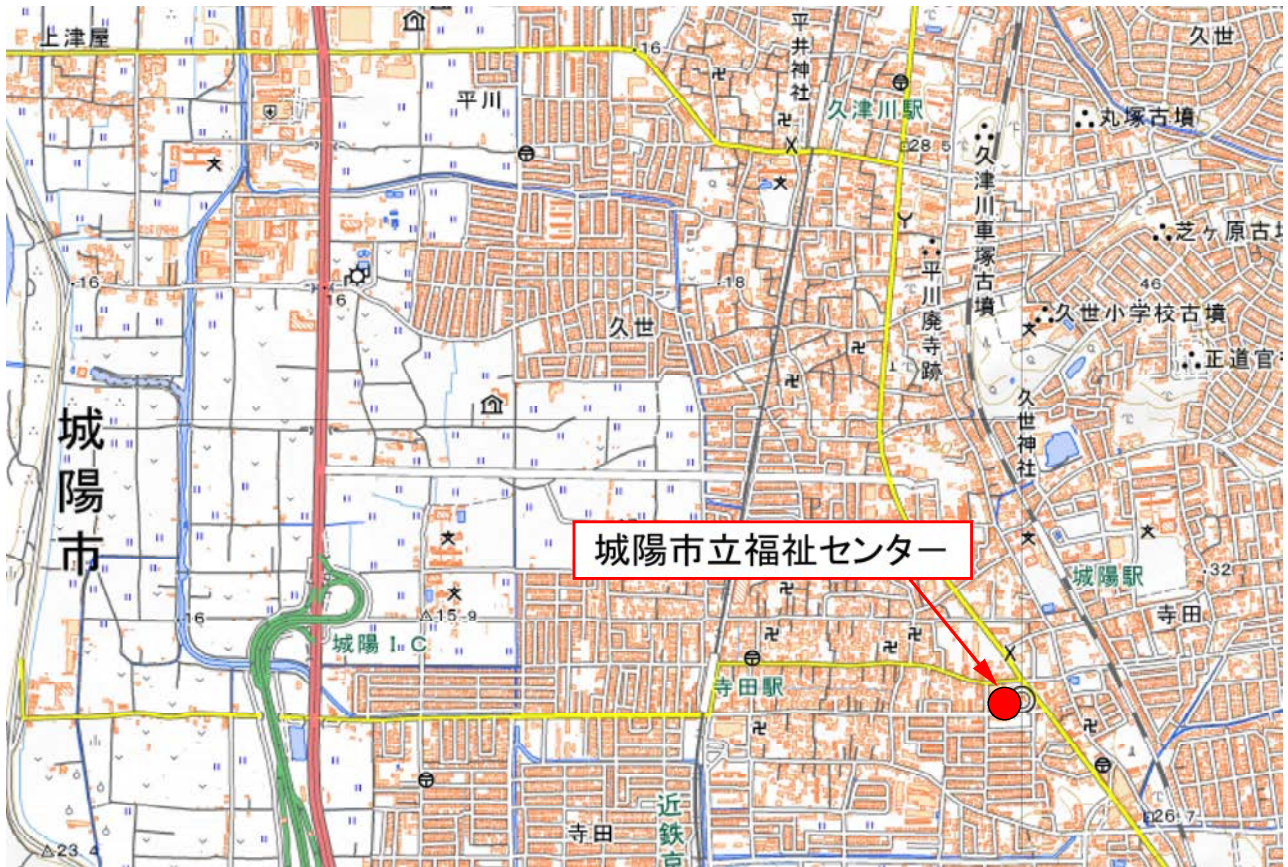 上津屋
16
平井神社
久世
平川
久津川駅
丸塚古墳
28.5
久津川車塚古墳
芝ヶ原古
平川廃寺跡
16
16
18
46
久世
久世小学校古墳
正道官
城陽市
久世神社
城陽市立福祉センター
城陽駅
32
寺田
15.9
16
城陽IC
寺田駅
近鉄京
寺田
26.7
23.4